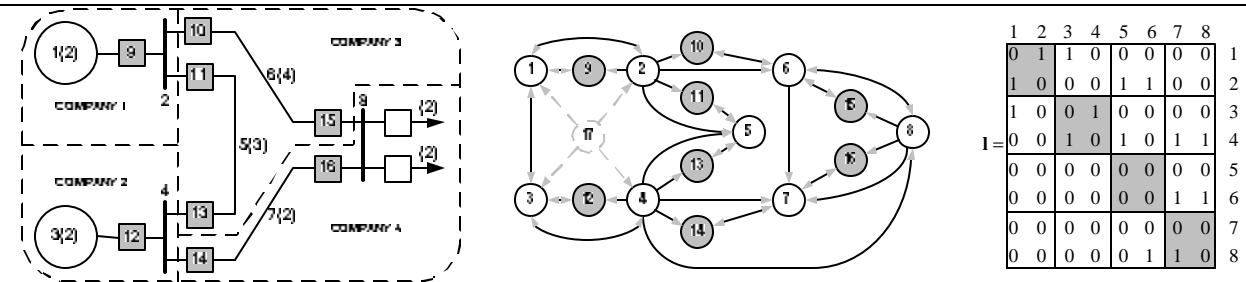 10
COMPANY 3
1(2)
9
11
6(4)
8
(2)
COMPANY 1
2
15
5(3)
(2)
COMPANY 2
4
16
3(2)
12
13
7(2)
COMPANY 4
14
10
1
9
2
6
11
15
17
5
8
13
16
3
12
4
7
14
1 2 3 4 5 6 7 8
0 1 1 0 0 0 0 0 1
1 0 0 0 1 1 0 0 2
1 0 0 1 0 0 0 0 3
l= 0 0 1 0 1 0 1 1 4
0 0 0 0 0 0 0 0 5
0 0 0 0 0 0 1 1 6
0 0 0 0 0 0 0 0 7
0 0 0 0 0 1 1 0 8